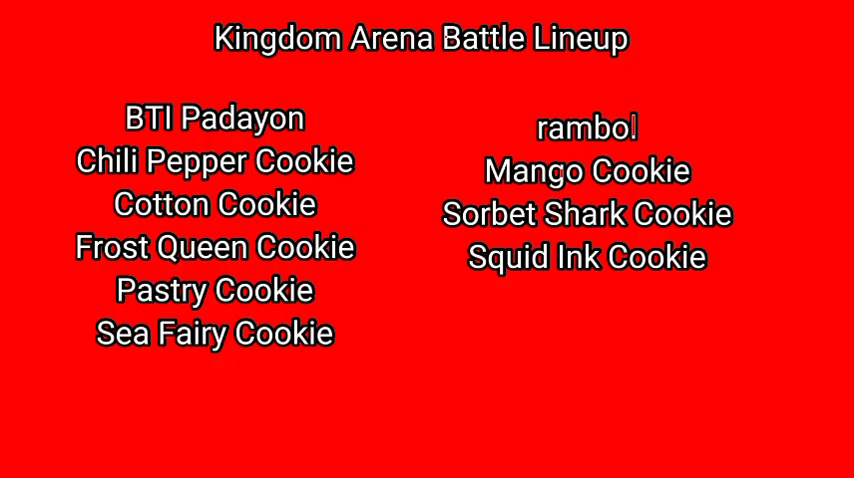 Kingdom Arena Battle Lineup
BTI Padayon
Chili Pepper Cookie
Cotton Cookie
Frost Queen Cookie
Pastry Cookie
Sea Fairy Cookie
rambo!
Mango Cookie
Sorbet Shark Cookie
Squid Ink Cookie